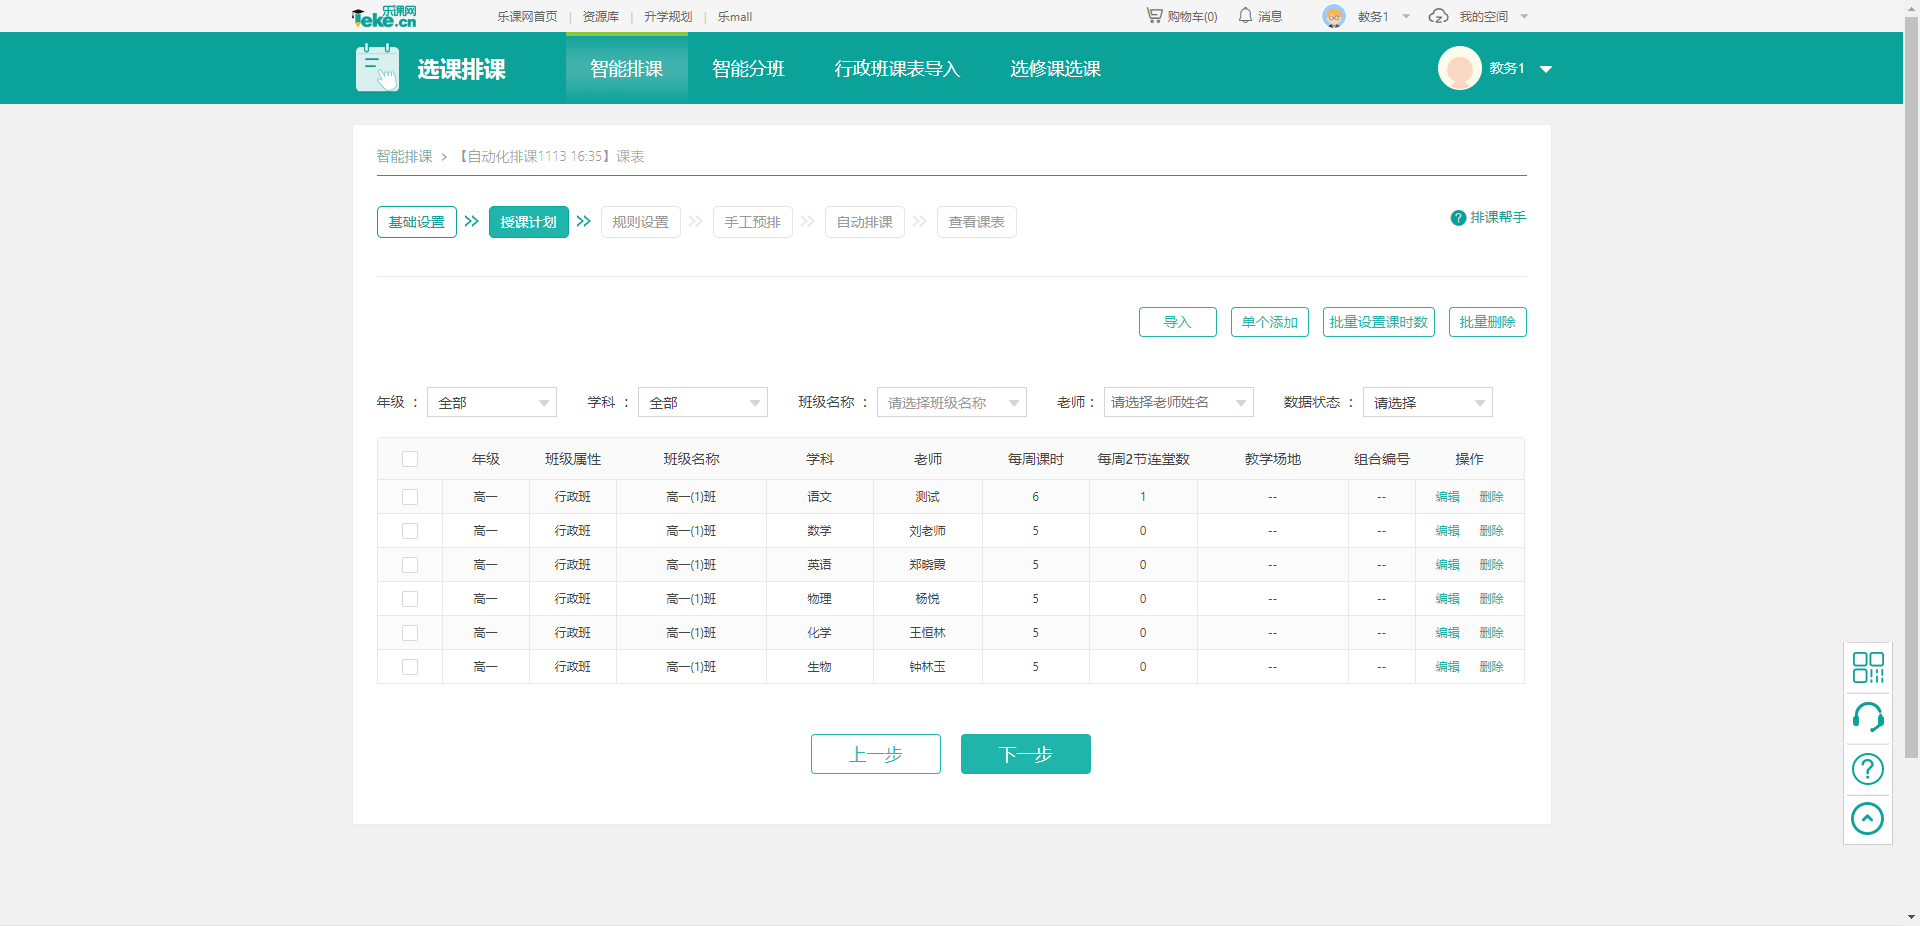 乐课网 leke.cn 乐课网首页 | 资源库 | 升学规划 | 乐mall 购物车(0) 消息 教务1 我的空间
选课排课 智能排课 智能分班 行政班课表导入 选修课选课 教务1
智能排课 > 【自动化排课1113 16:35】课表
基础设置 授课计划 规则设置 手工预排 自动排课 查看课表 ? 排课帮手
导入 单个添加 批量设置课时数 批量删除
年级 : 全部 学科 : 全部 班级名称 : 请选择班级名称 老师 : 请选择老师姓名 数据状态 : 请选择
年级 班级属性 班级名称 学科 老师 每周课时 每周2节连堂数 教学场地 组合编号 操作
高一 行政班 高一(1)班 语文 测试 6 1 -- -- 编辑 删除
高一 行政班 高一(1)班 数学 刘老师 5 0 -- -- 编辑 删除
高一 行政班 高一(1)班 英语 郑晓霞 5 0 -- -- 编辑 删除
高一 行政班 高一(1)班 物理 杨悦 5 0 -- -- 编辑 删除
高一 行政班 高一(1)班 化学 王恒林 5 0 -- -- 编辑 删除
高一 行政班 高一(1)班 生物 钟林玉 5 0 -- -- 编辑 删除
上一步 下一步